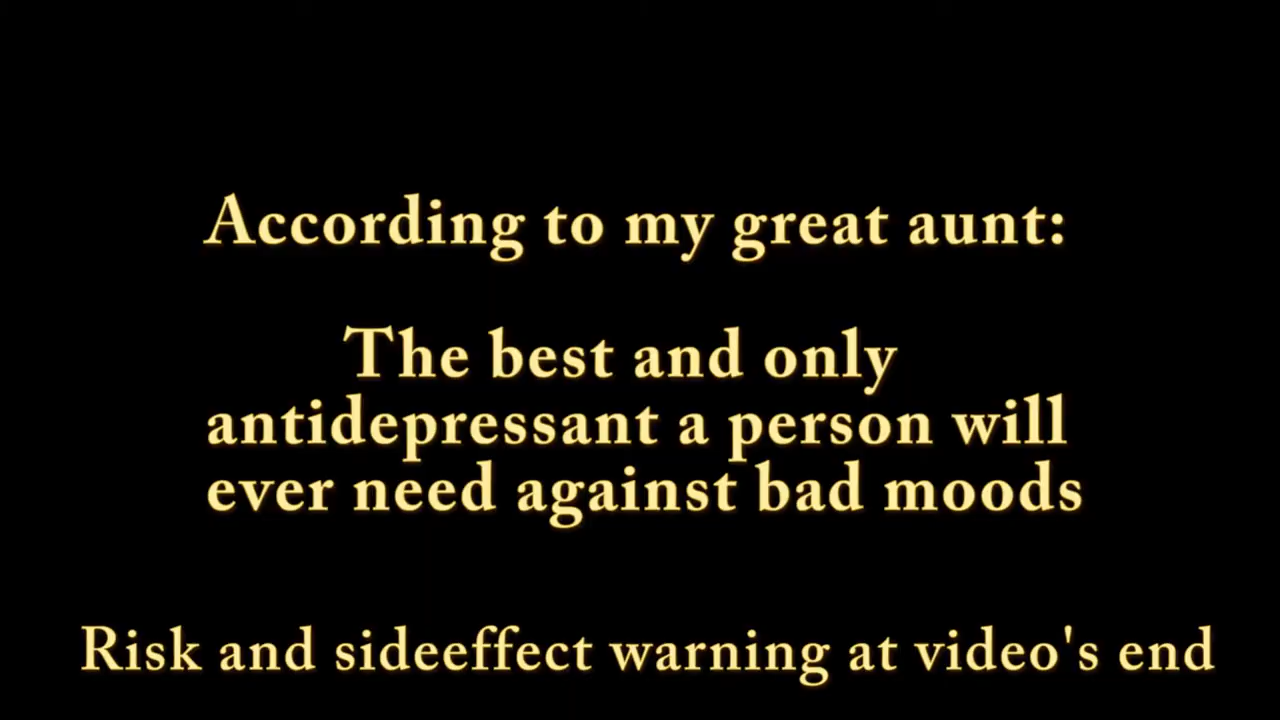 According to my great aunt:
The best and only
antidepressant a person will
ever need against bad moods
Risk and sideeffect warning at video's end